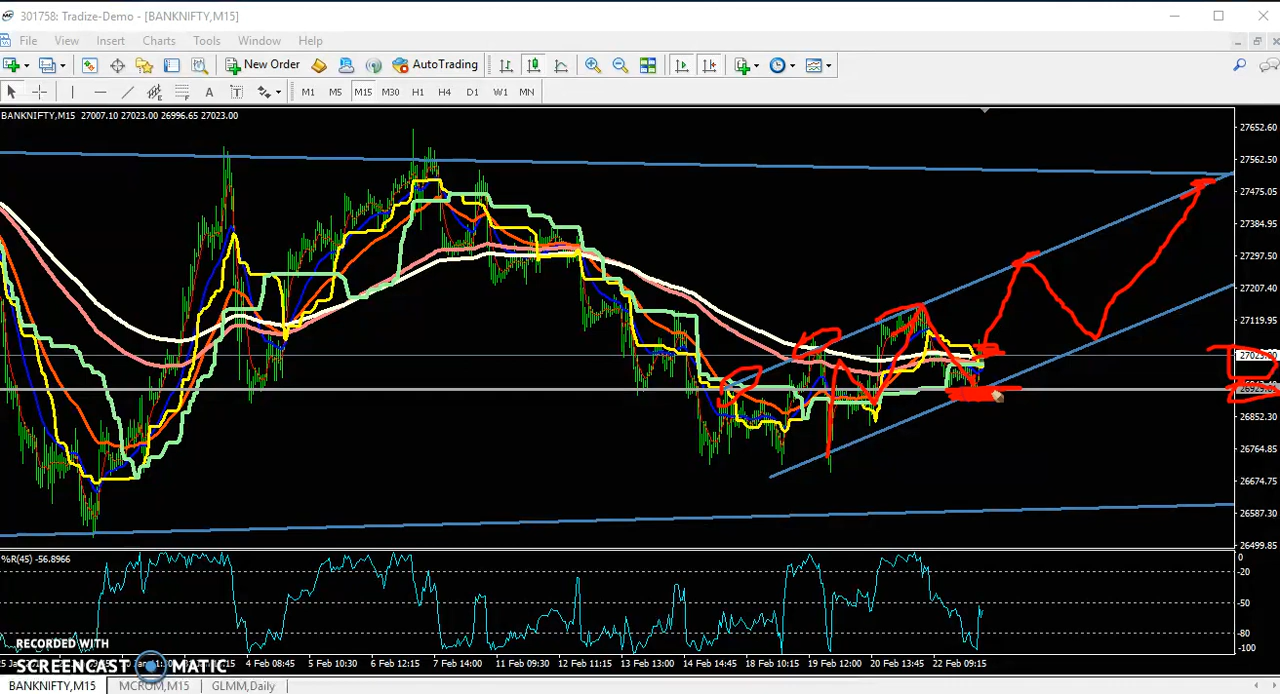 301758: Tradize-Demo - [BANKNIFTY,M15]
File View Insert Charts Tools Window Help
New Order AutoTrading
A T M1 M5 M15 M30 H1 H4 D1 W1 MN
BANKNIFTY,M15 27007.10 27023.00 26996.65 27023.00
27652.60
27562.50
27475.05
27384.95
27297.50
27207.40
27119.95
27023.00
26852.30
26764.85
26674.75
26587.30
26499.85
%R(45) -56.8966
0
-20
-50
-80
-100
RECORDED WITH
SCREENCAST MATIC
4 Feb 08:45 5 Feb 10:30 6 Feb 12:15 7 Feb 14:00 11 Feb 09:30 12 Feb 11:15 13 Feb 13:00 14 Feb 14:45 18 Feb 10:15 19 Feb 12:00 20 Feb 13:45 22 Feb 09:15
BANKNIFTY,M15 MCROM,M15 GLMM,Daily